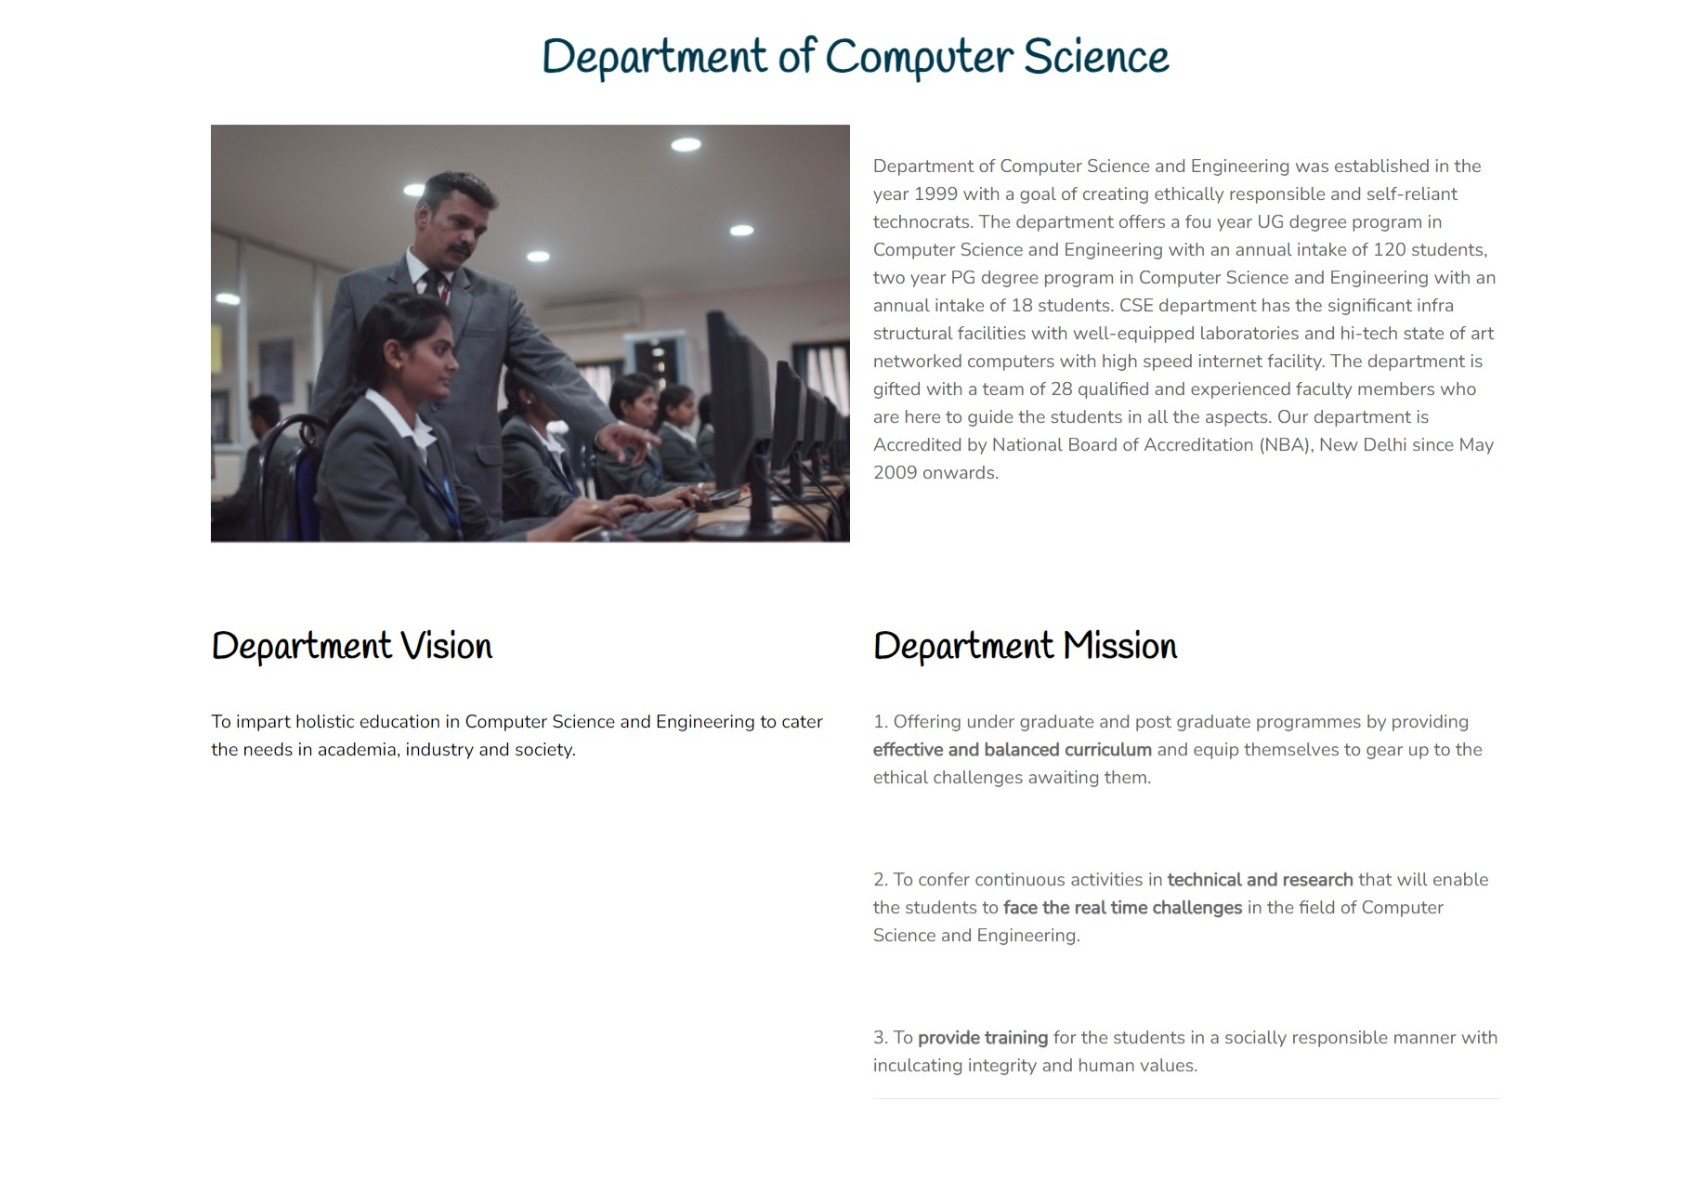 Department of Computer Science
Department of Computer Science and Engineering was established in the
year 1999 with a goal of creating ethically responsible and self-reliant
technocrats. The department offers a fou year UG degree program in
Computer Science and Engineering with an annual intake of 120 students,
two year PG degree program in Computer Science and Engineering with an
annual intake of 18 students. CSE department has the significant infra
structural facilities with well-equipped laboratories and hi-tech state of art
networked computers with high speed internet facility. The department is
gifted with a team of 28 qualified and experienced faculty members who
are here to guide the students in all the aspects. Our department is
Accredited by National Board of Accreditation (NBA), New Delhi since May
2009 onwards.
Department Vision
To impart holistic education in Computer Science and Engineering to cater
the needs in academia, industry and society.
Department Mission
1. Offering under graduate and post graduate programmes by providing
effective and balanced curriculum and equip themselves to gear up to the
ethical challenges awaiting them.
2. To confer continuous activities in technical and research that will enable
the students to face the real time challenges in the field of Computer
Science and Engineering.
3. To provide training for the students in a socially responsible manner with
inculcating integrity and human values.